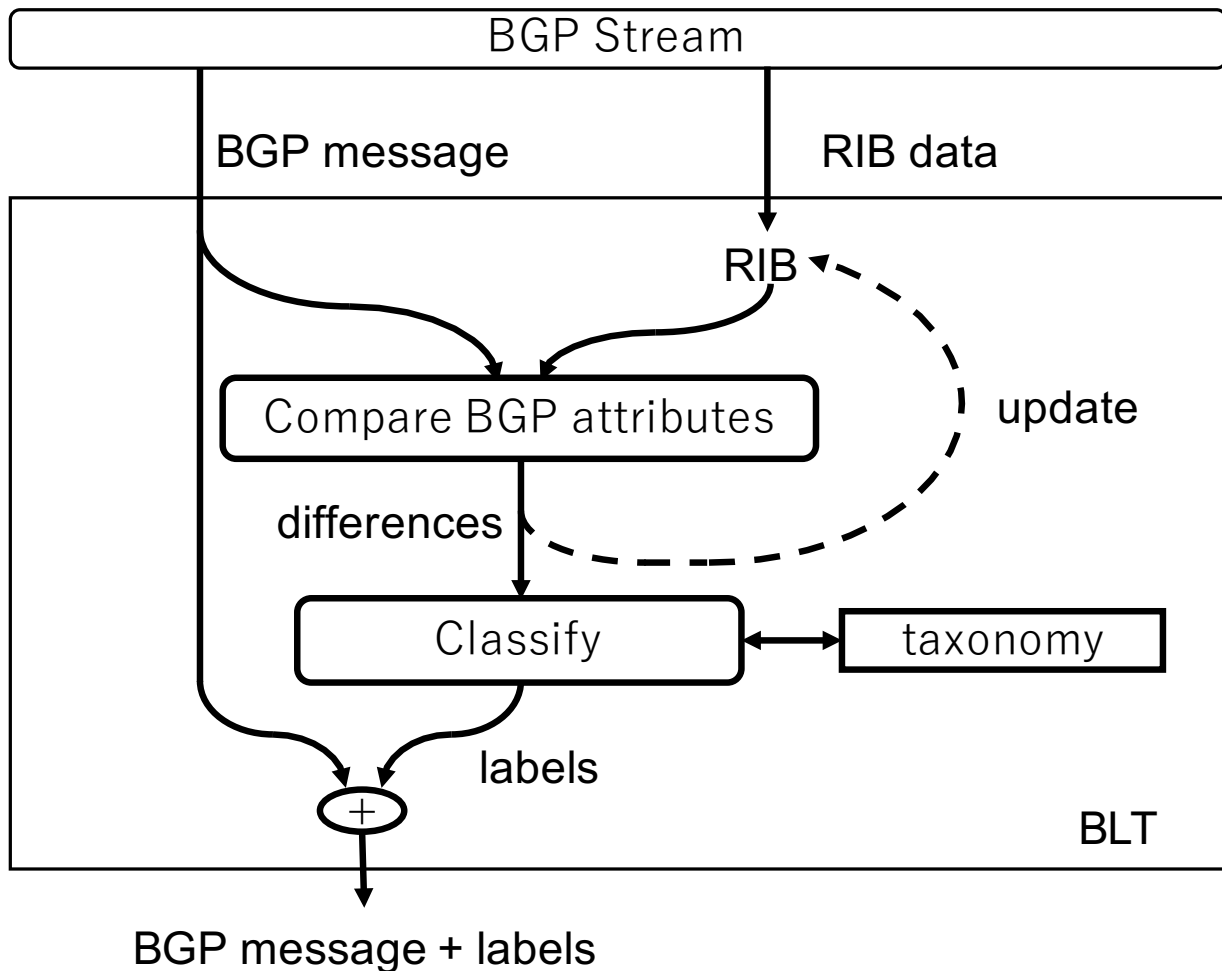 BGP Stream
BGP message
RIB data
RIB
Compare BGP attributes
update
differences
Classify
taxonomy
labels
+
BLT
BGP message + labels